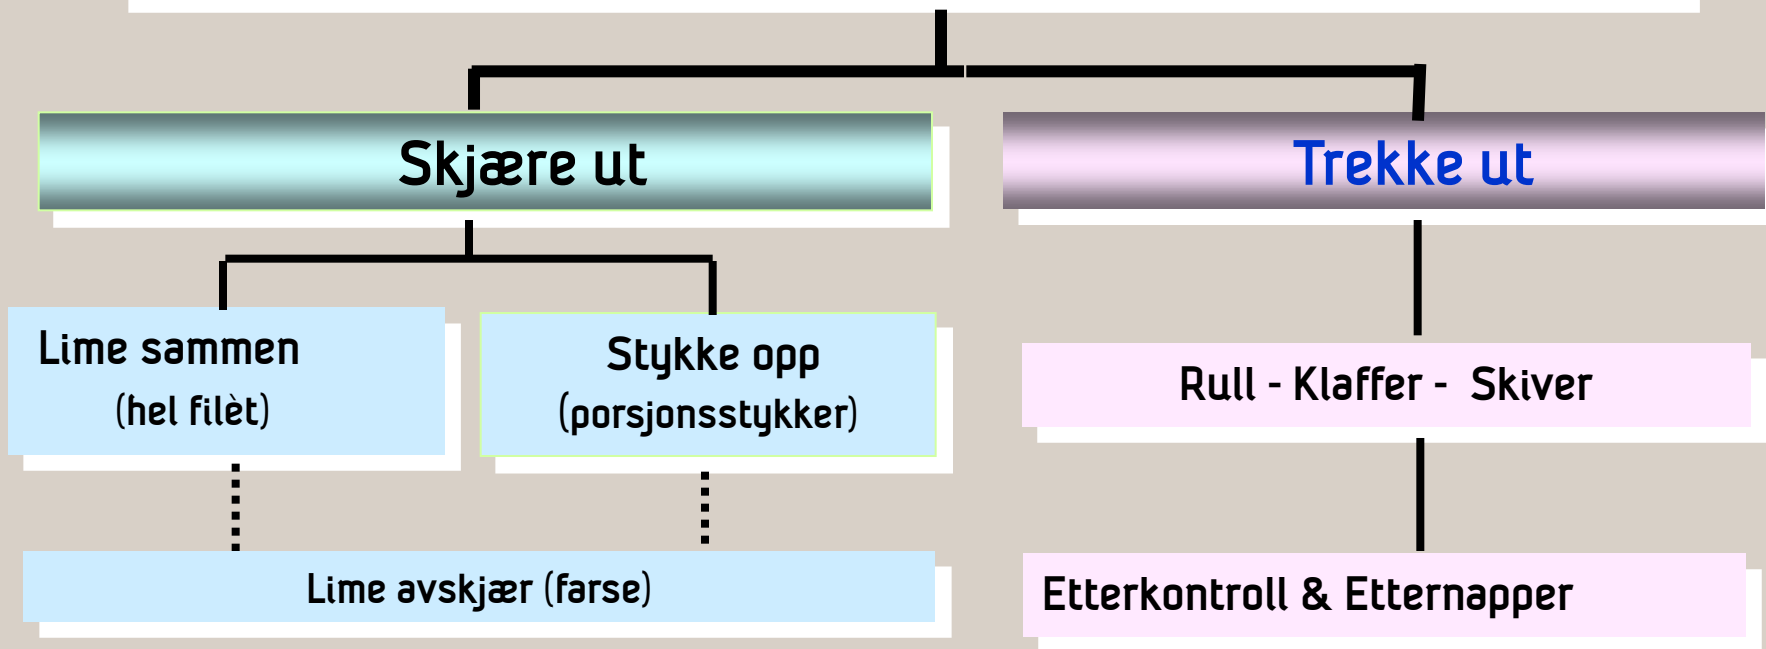 Skjære ut
Trekke ut
Lime sammen
(hel filèt)
Stykke opp
(porsjonsstykker)
Rull - Klaffer - Skiver
Lime avskjær (farse)
Etterkontroll & Etternapper